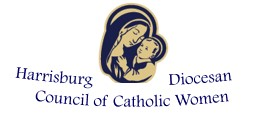 Harrisburg Diocesan
Council of Catholic Women